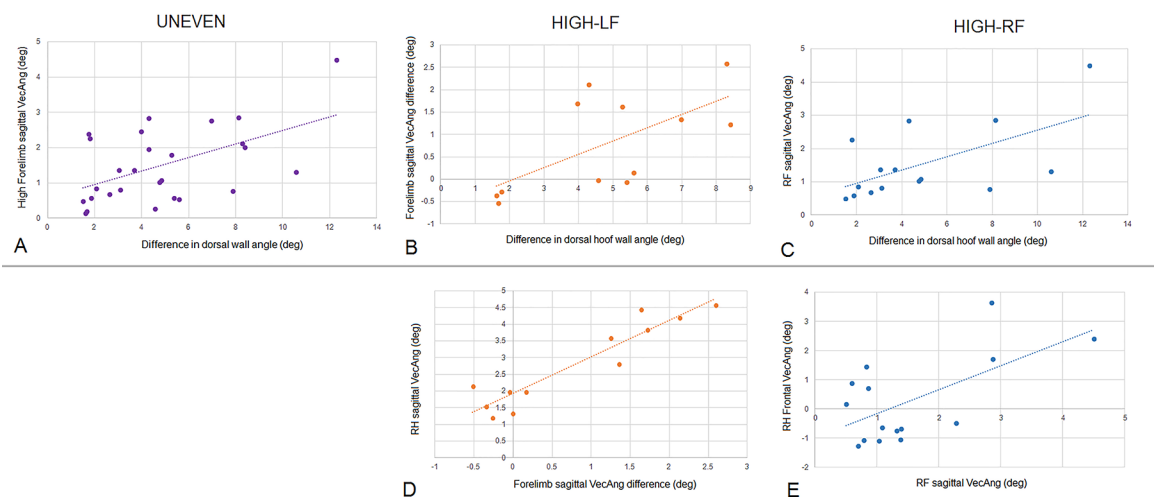 UNEVEN
HIGH-LF
HIGH-RF
High Forelimb sagittal VecAng (deg)
5
4
3
2
1
0
0 2 4 6 8 10 12 14
Difference in dorsal wall angle (deg)
A
Forelimb sagittal VecAng difference (deg)
3
2.5
2
1.5
1
0.5
0
-0.5
-1
0 1 2 3 4 5 6 7 8 9
Difference in dorsal hoof wall angle (deg)
B
RF sagittal VecAng (deg)
5
4
3
2
1
0
0 2 4 6 8 10 12 14
Difference in dorsal hoof wall angle (deg)
C
RH sagittal VecAng (deg)
5
4.5
4
3.5
3
2.5
2
1.5
1
0.5
0
-1 -0.5 0 0.5 1 1.5 2 2.5 3
Forelimb sagittal VecAng difference (deg)
D
RH Frontal VecAng (deg)
4
3
2
1
0
-1
-2
0 1 2 3 4 5
RF sagittal VecAng (deg)
E